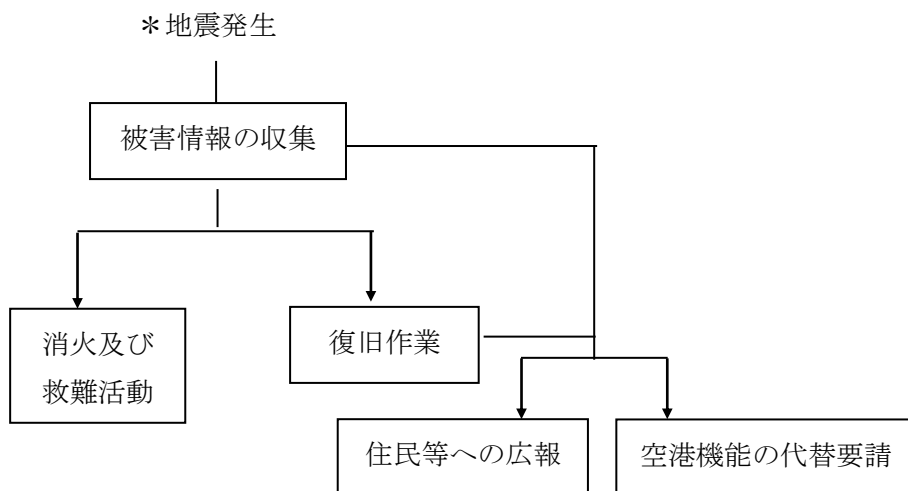 ＊地震発生
被害情報の収集
消火及び
救難活動
復旧作業
住民等への広報
空港機能の代替要請